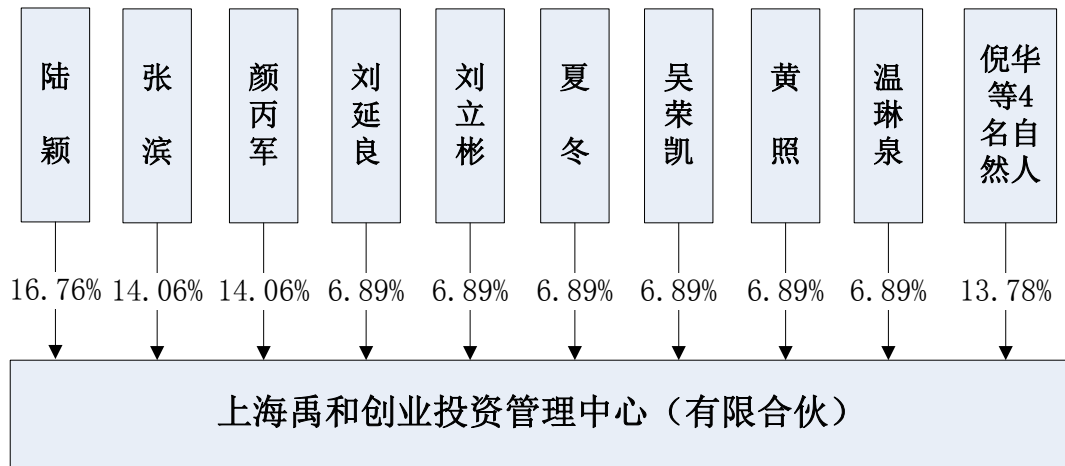 陆颖
张滨
颜丙军
刘延良
刘立彬
夏冬
吴荣凯
黄照
温琳泉
倪华
等4
名自
然人
16.76%
14.06%
14.06%
6.89%
6.89%
6.89%
6.89%
6.89%
6.89%
13.78%
上海禹和创业投资管理中心（有限合伙）